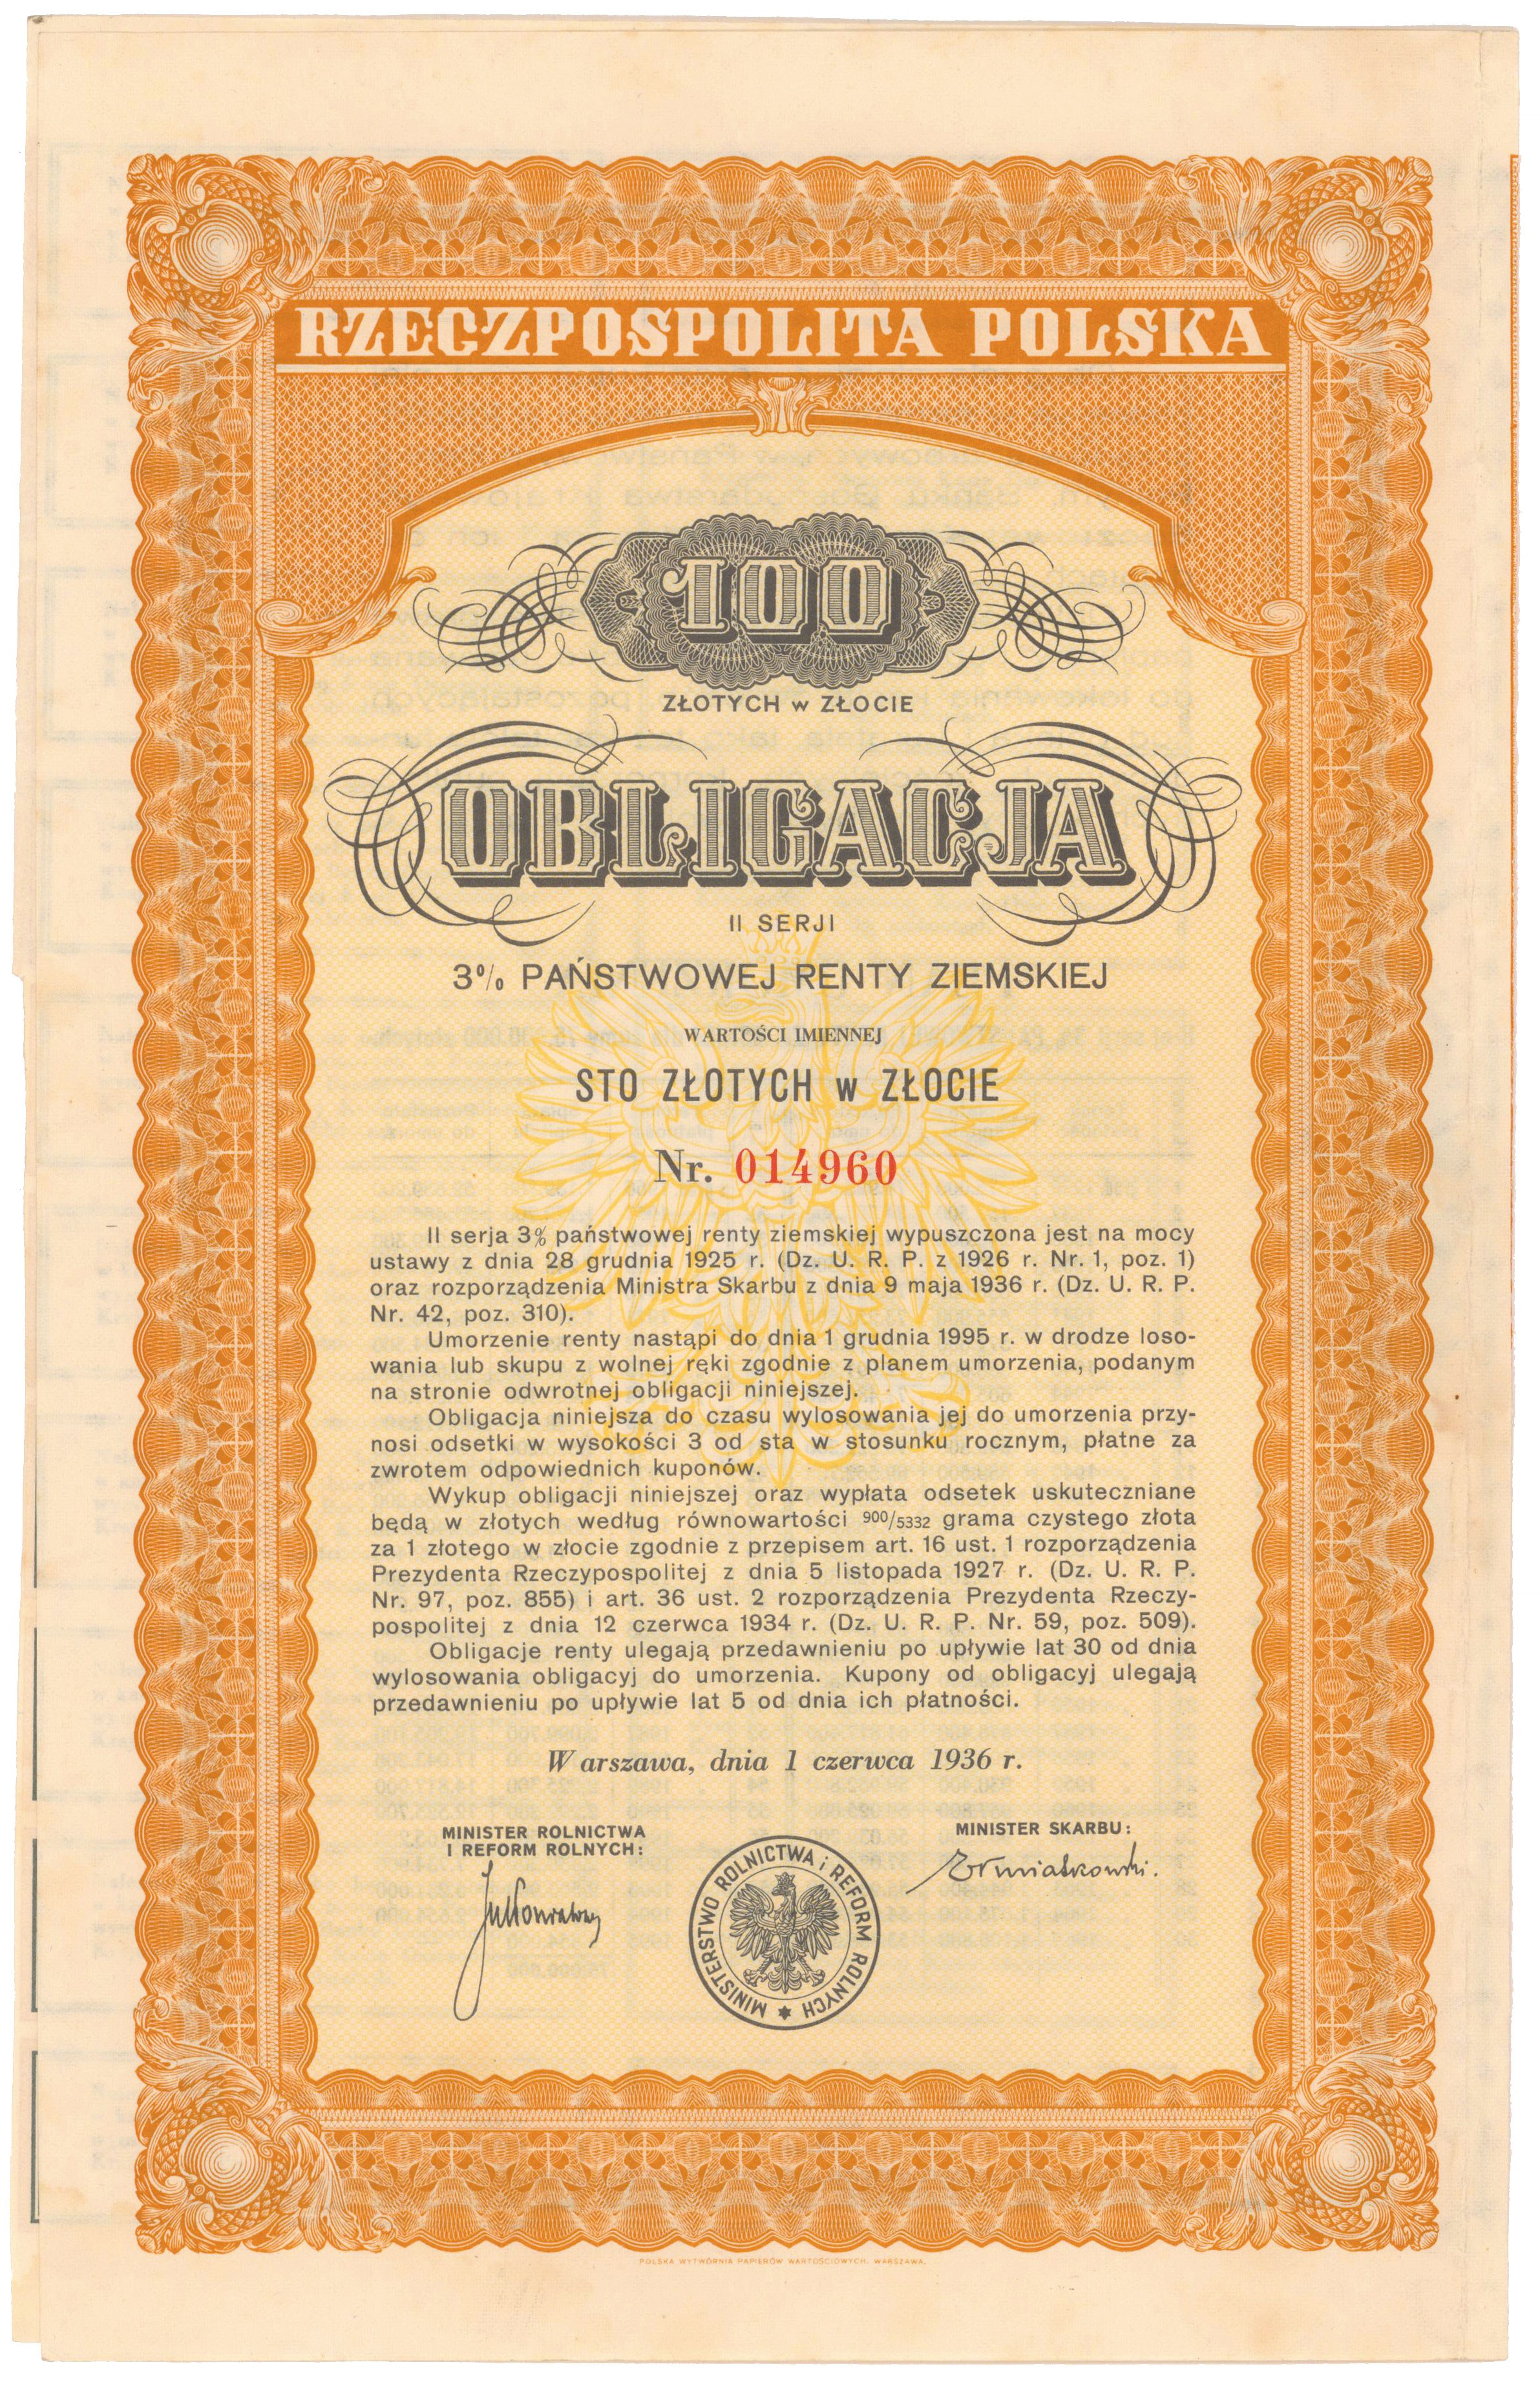 RZECZPOSPOLITA POLSKA
100
ZŁOTYCH w ZŁOCIE
OBLIGACJA
II SERJI
3% PAŃSTWOWEJ RENTY ZIEMSKIEJ
WARTOŚCI IMIENNEJ
STO ZŁOTYCH w ZŁOCIE
Nr. 014960
II serja 3% państwowej renty ziemskiej wypuszczona jest na mocy
ustawy z dnia 28 grudnia 1925 r. (Dz. U. R. P. z 1926 r. Nr. 1, poz. 1)
oraz rozporządzenia Ministra Skarbu z dnia 9 maja 1936 r. (Dz. U. R. P.
Nr. 42, poz. 310).
Umorzenie renty nastąpi do dnia 1 grudnia 1995 r. w drodze loso-
wania lub skupu z wolnej ręki zgodnie z planem umorzenia, podanym
na stronie odwrotnej obligacji niniejszej.
Obligacja niniejsza do czasu wylosowania jej do umorzenia przy-
nosi odsetki w wysokości 3 od sta w stosunku rocznym, płatne za
zwrotem odpowiednich kuponów.
Wykup obligacji niniejszej oraz wypłata odsetek uskuteczniane
będą w złotych według równowartości 900/5332 grama czystego złota
za 1 złotego w złocie zgodnie z przepisem art. 16 ust. 1 rozporządzenia
Prezydenta Rzeczypospolitej z dnia 5 listopada 1927 r. (Dz. U. R. P.
Nr. 97, poz. 855) i art. 36 ust. 2 rozporządzenia Prezydenta Rzeczy-
pospolitej z dnia 12 czerwca 1934 r. (Dz. U. R. P. Nr. 59, poz. 509).
Obligacje renty ulegają przedawnieniu po upływie lat 30 od dnia
wylosowania obligacyj do umorzenia. Kupony od obligacyj ulegają
przedawnieniu po upływie lat 5 od dnia ich płatności.
Warszawa, dnia 1 czerwca 1936 r.
MINISTER ROLNICTWA
I REFORM ROLNYCH:
MINISTER SKARBU:
MINISTERSTWO ROLNICTWA i REFORM ROLNYCH
POLSKA WYTWÓRNIA PAPIERÓW WARTOŚCIOWYCH. WARSZAWA.